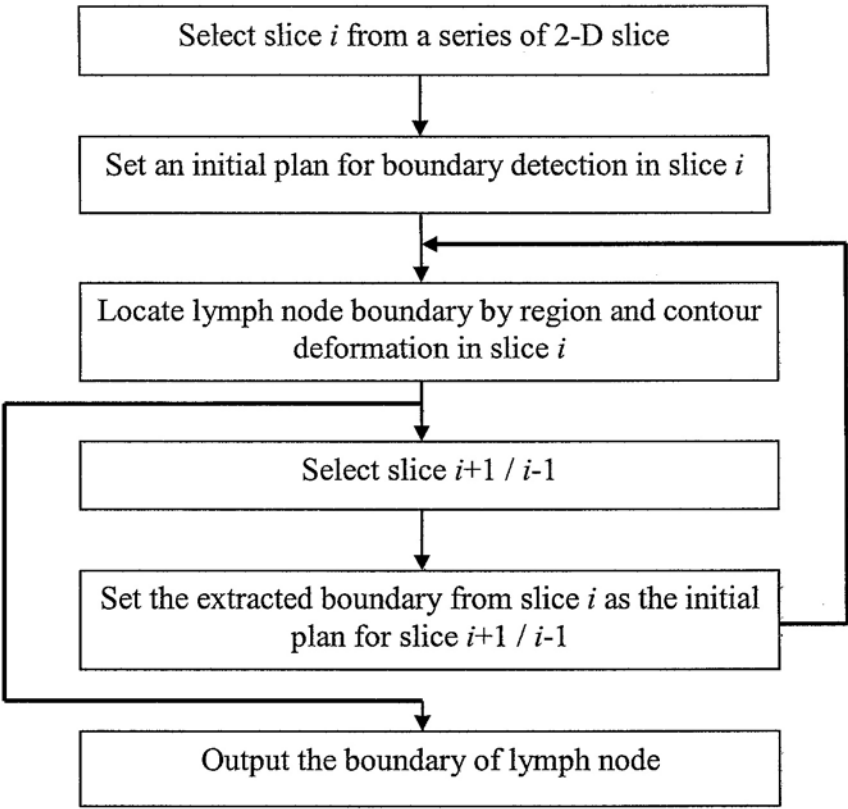 Select slice i from a series of 2-D slice
Set an initial plan for boundary detection in slice i
Locate lymph node boundary by region and contour
deformation in slice i
Select slice i+1 / i-1
Set the extracted boundary from slice i as the initial
plan for slice i+1 / i-1
Output the boundary of lymph node